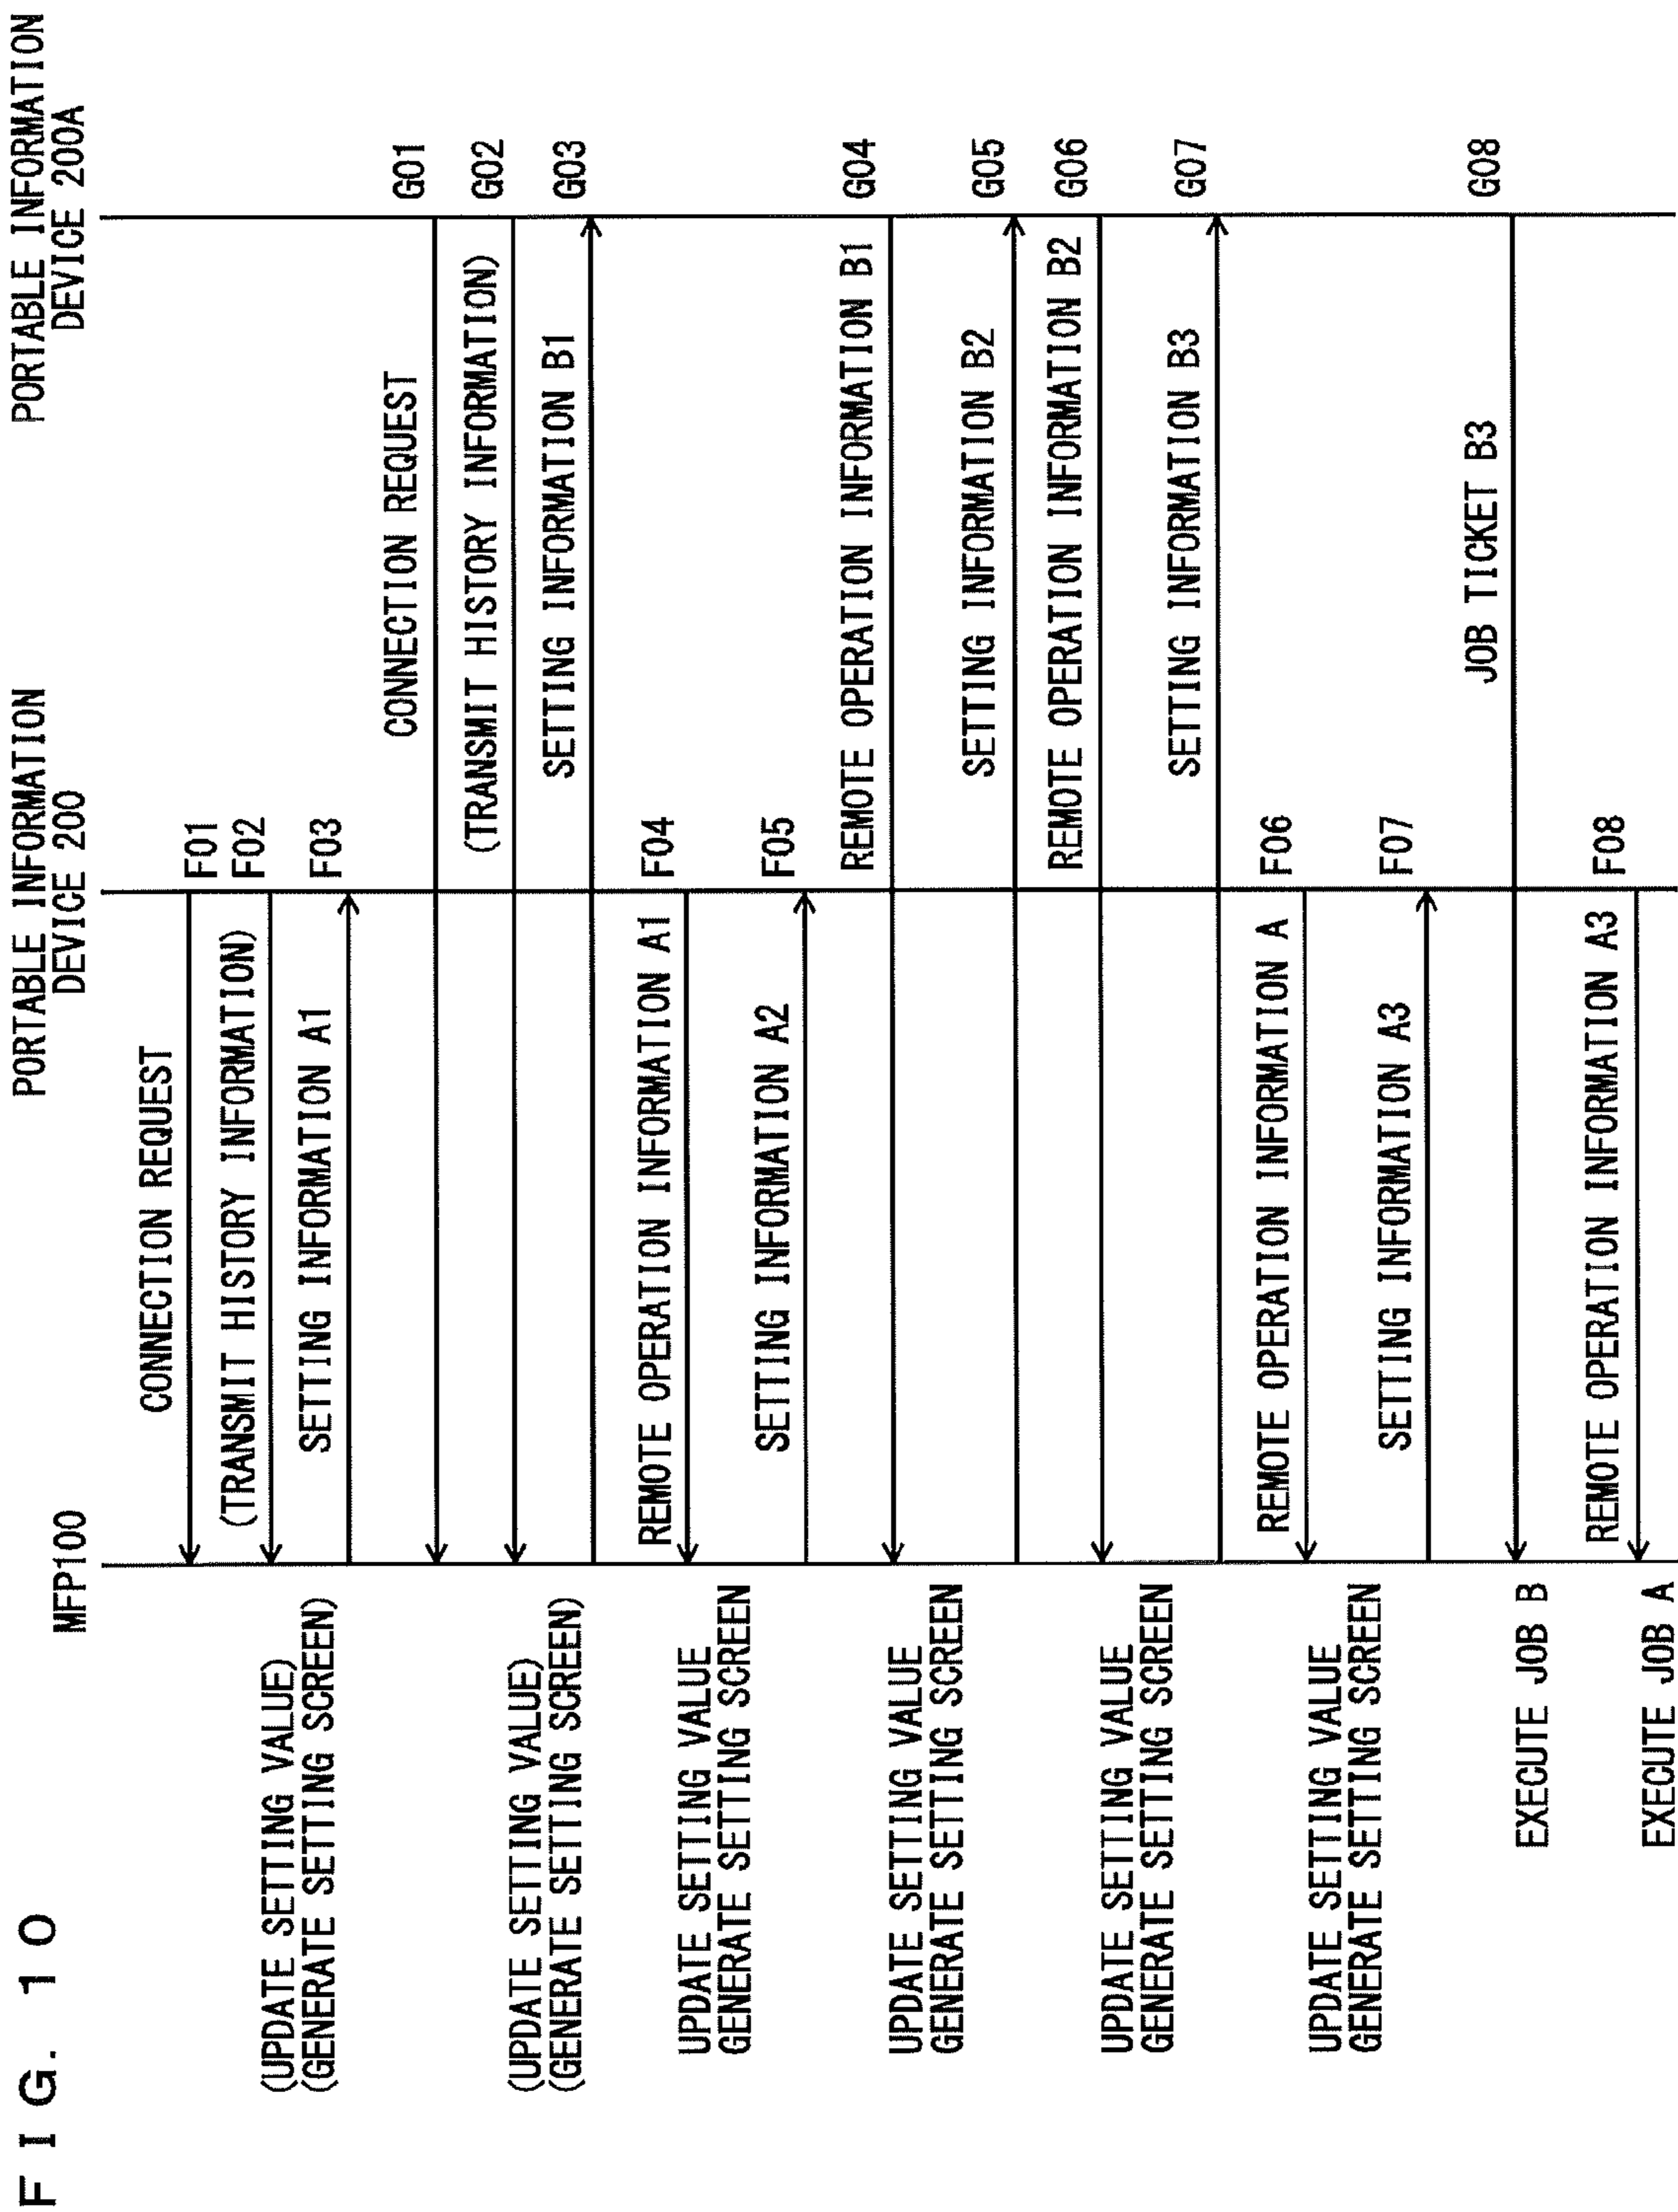 FIG. 10
MFP100
PORTABLE INFORMATION
DEVICE 200
PORTABLE INFORMATION
DEVICE 200A
CONNECTION REQUEST
F01
(TRANSMIT HISTORY INFORMATION)
F02
(UPDATE SETTING VALUE)
(GENERATE SETTING SCREEN)
SETTING INFORMATION A1
F03
CONNECTION REQUEST
G01
(TRANSMIT HISTORY INFORMATION)
G02
(UPDATE SETTING VALUE)
(GENERATE SETTING SCREEN)
SETTING INFORMATION B1
G03
REMOTE OPERATION INFORMATION A1
F04
UPDATE SETTING VALUE
GENERATE SETTING SCREEN
SETTING INFORMATION A2
F05
REMOTE OPERATION INFORMATION B1
G04
UPDATE SETTING VALUE
GENERATE SETTING SCREEN
SETTING INFORMATION B2
G05
REMOTE OPERATION INFORMATION B2
G06
UPDATE SETTING VALUE
GENERATE SETTING SCREEN
SETTING INFORMATION B3
G07
REMOTE OPERATION INFORMATION A
F06
UPDATE SETTING VALUE
GENERATE SETTING SCREEN
SETTING INFORMATION A3
F07
JOB TICKET B3
G08
EXECUTE JOB B
REMOTE OPERATION INFORMATION A3
F08
EXECUTE JOB A